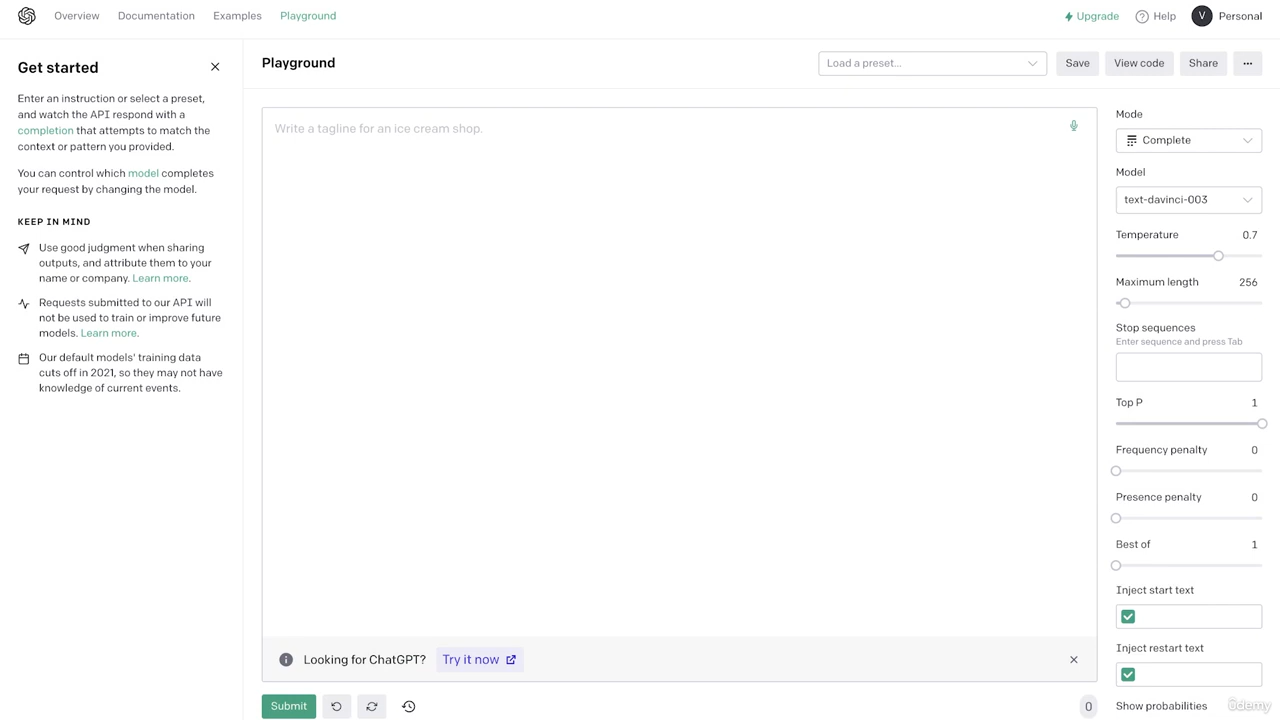 Overview Documentation Examples Playground
Upgrade Help V Personal
Get started
Enter an instruction or select a preset,
and watch the API respond with a
completion that attempts to match the
context or pattern you provided.
You can control which model completes
your request by changing the model.
KEEP IN MIND
Use good judgment when sharing
outputs, and attribute them to your
name or company. Learn more.
Requests submitted to our API will
not be used to train or improve future
models. Learn more.
Our default models' training data
cuts off in 2021, so they may not have
knowledge of current events.
Playground
Load a preset...
Save
View code
Share
Write a tagline for an ice cream shop.
Looking for ChatGPT? Try it now
Submit
0
Mode
Complete
Model
text-davinci-003
Temperature 0.7
Maximum length 256
Stop sequences
Enter sequence and press Tab
Top P 1
Frequency penalty 0
Presence penalty 0
Best of 1
Inject start text
Inject restart text
Show probabilities
ûdemy